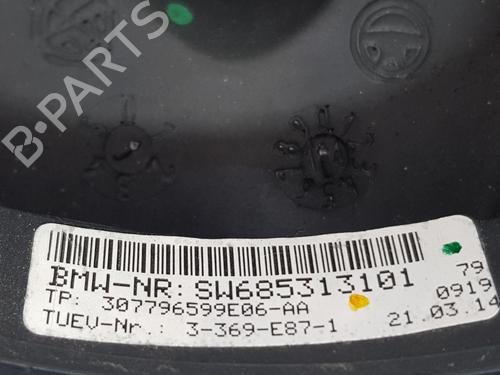 B-PARTS
BMW-NR: SW685313101 79
TP: 307796599E06-AA 0919
TUEV-Nr.: 3-369-E87-1 21.03.14